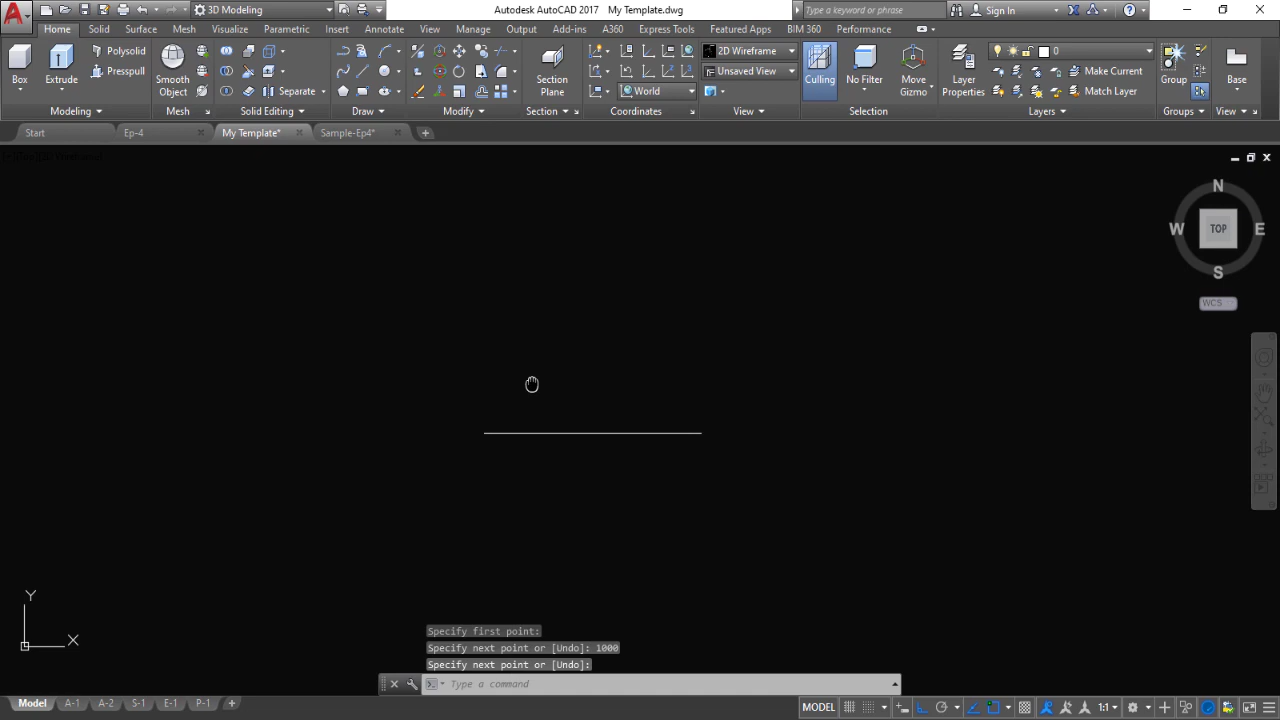 3D Modeling
Autodesk AutoCAD 2017 My Template.dwg
Type a keyword or phrase
Sign In
Home Solid Surface Mesh Visualize Parametric Insert Annotate View Manage Output Add-ins A360 Express Tools Featured Apps BIM 360 Performance
Box
Extrude
Polysolid
Presspull
Smooth
Object
Separate
Section
Plane
World
2D Wireframe
Unsaved View
Culling
No Filter
Move
Gizmo
Layer
Properties
0
Make Current
Match Layer
Group
Base
Modeling Mesh Solid Editing Draw Modify Section Coordinates View Selection Layers Groups View
Start Ep-4 My Template* Sample-Ep4*
N
W TOP E
S
WCS
Y
X
Specify first point:
Specify next point or [Undo]: 1000
Specify next point or [Undo]:
Type a command
Model A-1 A-2 S-1 E-1 P-1
MODEL 1:1